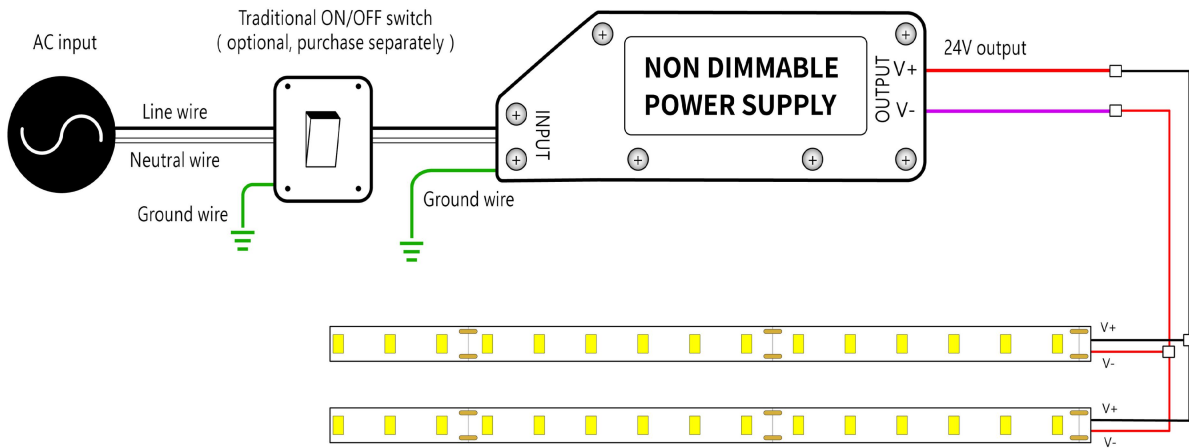 Traditional ON/OFF switch
( optional, purchase separately )
AC input
Line wire
Neutral wire
Ground wire
Ground wire
INPUT
NON DIMMABLE
POWER SUPPLY
OUTPUT
V+
V-
24V output
V+
V-
V+
V-